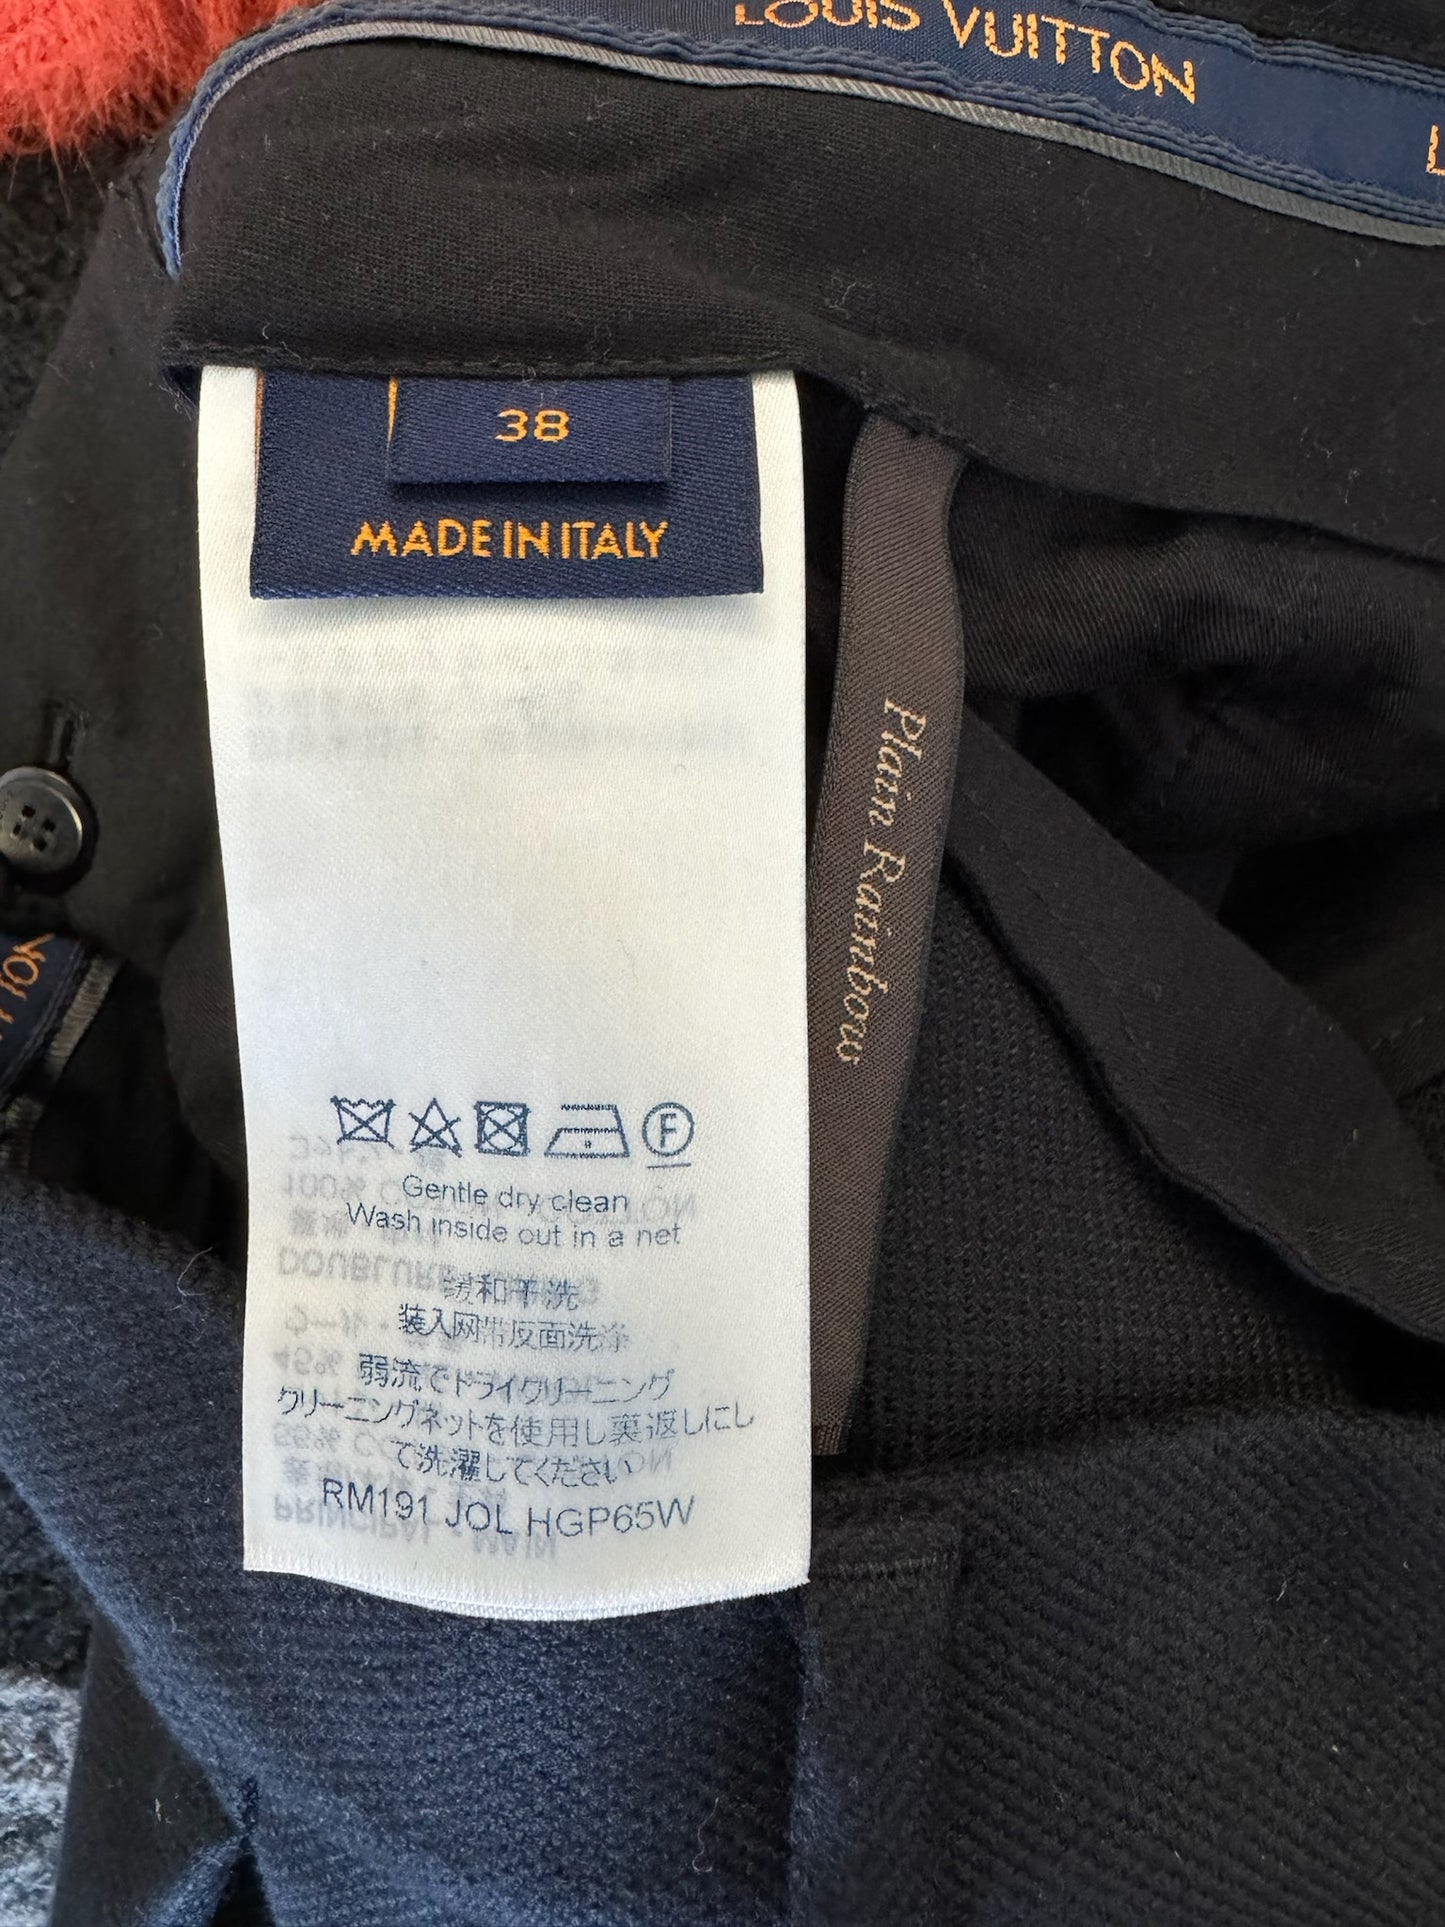 LOUIS VUITTON
38
MADE IN ITALY
Plain Rainbow
F
Gentle dry clean
Wash inside out in a net
缓和干洗
装入网带反面洗涤
弱流でドライクリーニング
クリーニングネットを使用し裏返しにし
て洗濯してください
RM191 JOL HGP65W